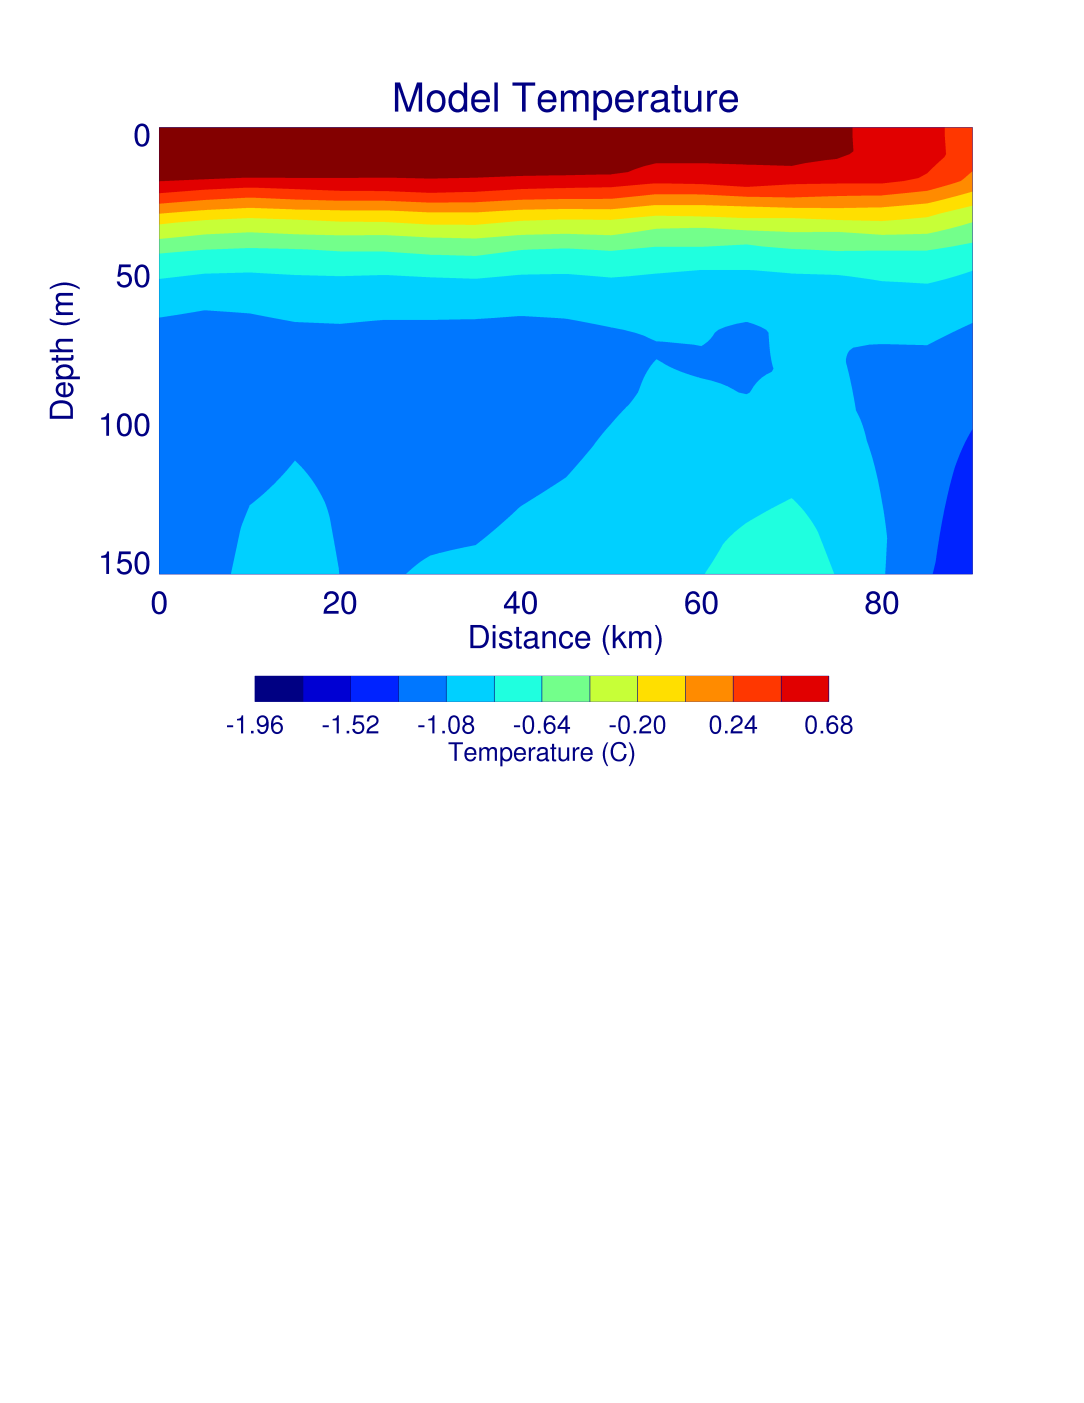 Model Temperature
0
50
100
150
Depth (m)
0 20 40 60 80
Distance (km)
-1.96 -1.52 -1.08 -0.64 -0.20 0.24 0.68
Temperature (C)